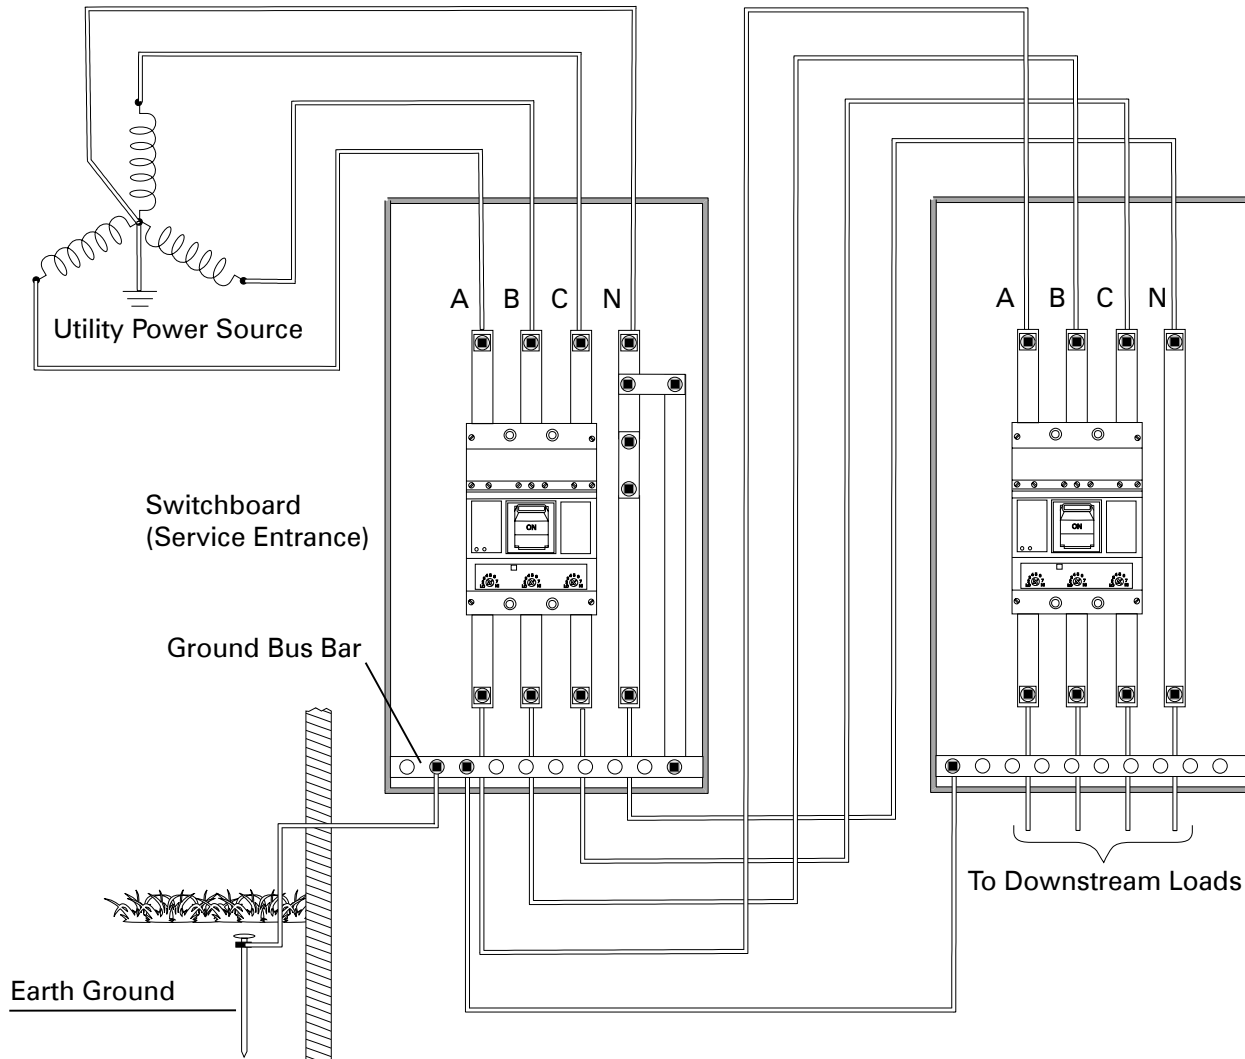 A B C N
A B C N
Utility Power Source
Switchboard
(Service Entrance)
ON
ON
Ground Bus Bar
To Downstream Loads
Earth Ground